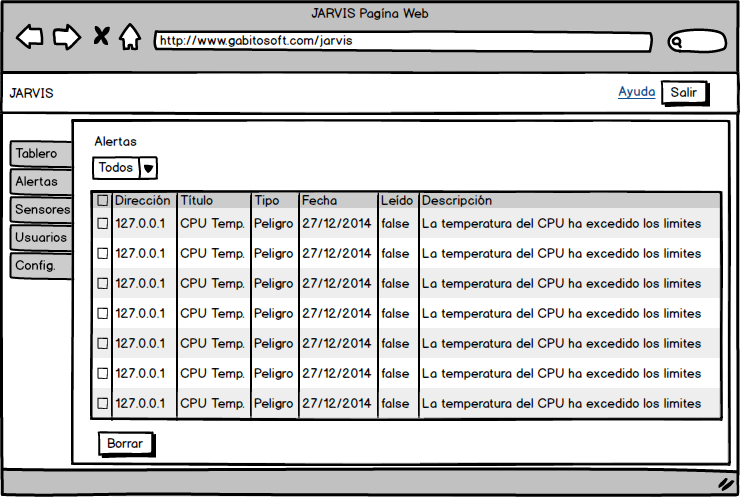 JARVIS Pagína Web
http://www.gabitosoft.com/jarvis
JARVIS Ayuda Salir
Tablero
Alertas
Sensores
Usuarios
Config.
Alertas
Todos
Dirección Título Tipo Fecha Leído Descripción
127.0.0.1 CPU Temp. Peligro 27/12/2014 false La temperatura del CPU ha excedido los limites
127.0.0.1 CPU Temp. Peligro 27/12/2014 false La temperatura del CPU ha excedido los limites
127.0.0.1 CPU Temp. Peligro 27/12/2014 false La temperatura del CPU ha excedido los limites
127.0.0.1 CPU Temp. Peligro 27/12/2014 false La temperatura del CPU ha excedido los limites
127.0.0.1 CPU Temp. Peligro 27/12/2014 false La temperatura del CPU ha excedido los limites
127.0.0.1 CPU Temp. Peligro 27/12/2014 false La temperatura del CPU ha excedido los limites
127.0.0.1 CPU Temp. Peligro 27/12/2014 false La temperatura del CPU ha excedido los limites
Borrar